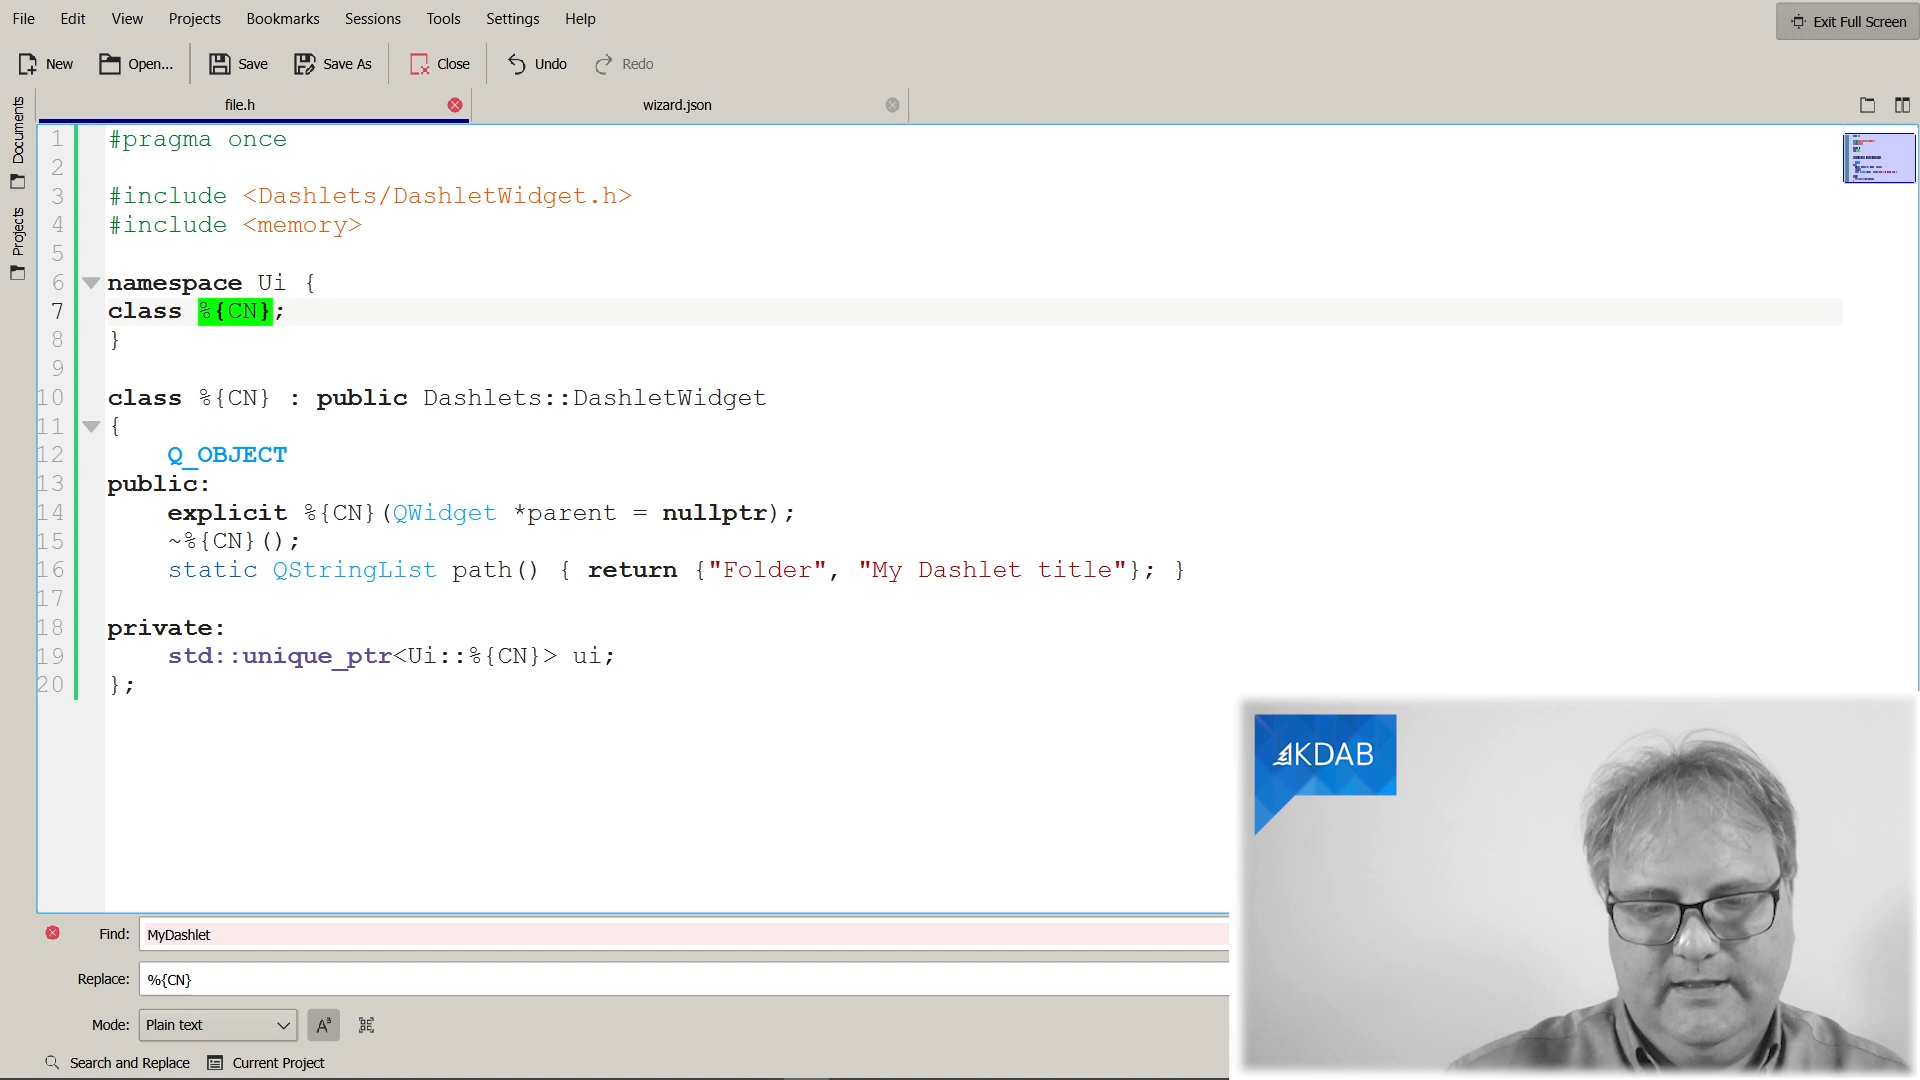 File Edit View Projects Bookmarks Sessions Tools Settings Help
Exit Full Screen
New Open... Save Save As Close Undo Redo
file.h wizard.json
Documents
Projects
1 #pragma once
2
3 #include <Dashlets/DashletWidget.h>
4 #include <memory>
5
6 namespace Ui {
7 class %{CN};
8 }
9
10 class %{CN} : public Dashlets::DashletWidget
11 {
12 Q_OBJECT
13 public:
14 explicit %{CN}(QWidget *parent = nullptr);
15 ~%{CN}();
16 static QStringList path() { return {"Folder", "My Dashlet title"}; }
17
18 private:
19 std::unique_ptr<Ui::%{CN}> ui;
20 };
KDAB
Find: MyDashlet
Replace: %{CN}
Mode: Plain text
Search and Replace Current Project